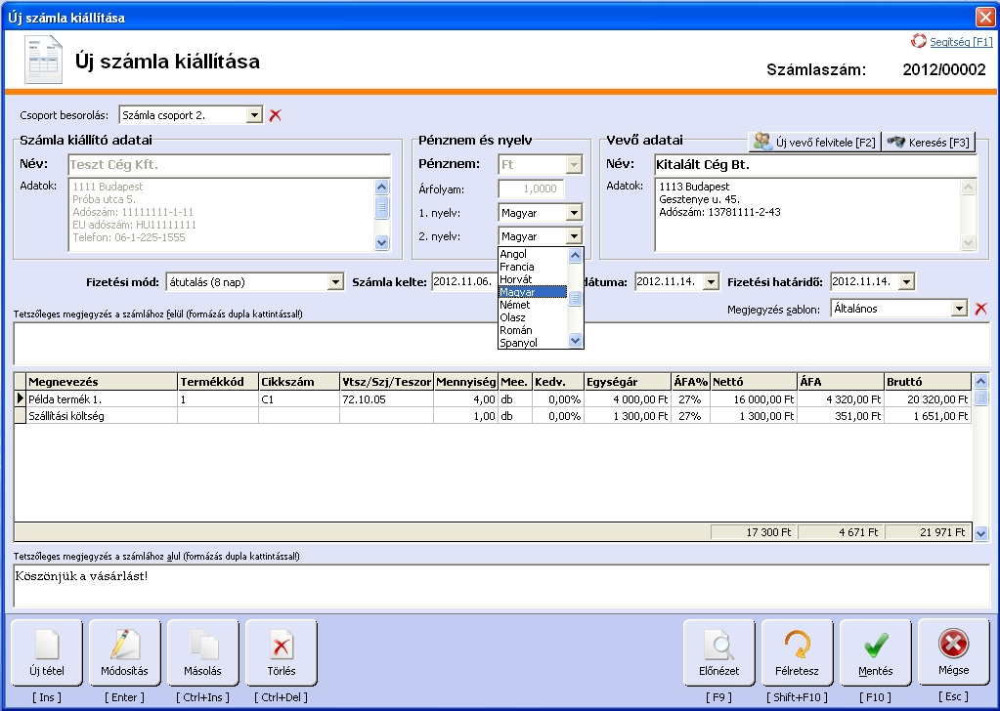 Új számla kiállítása
Segítség [F1]
Új számla kiállítása
Számlaszám: 2012/00002
Csoport besorolás: Számla csoport 2.
Számla kiállító adatai
Név: Teszt Cég Kft.
Adatok: 1111 Budapest
Próba utca 5.
Adószám: 11111111-1-11
EU adószám: HU11111111
Telefon: 06-1-225-1555
Pénznem és nyelv
Pénznem: Ft
Árfolyam: 1,0000
1. nyelv: Magyar
2. nyelv: Magyar
Angol
Francia
Horvát
Magyar
Német
Olasz
Román
Spanyol
Vevő adatai
Új vevő felvitele [F2]
Keresés [F3]
Név: Kitalált Cég Bt.
Adatok: 1113 Budapest
Gesztenye u. 45.
Adószám: 13781111-2-43
Fizetési mód: átutalás (8 nap) Számla kelte: 2012.11.06. dátuma: 2012.11.14. Fizetési határidő: 2012.11.14.
Megjegyzés sablon: Általános
Tetszőleges megjegyzés a számlához felül (formázás dupla kattintással!)
Megnevezés Termékkód Cikkszám Vtsz/Szj/Teszor Mennyiség Mee. Kedv. Egységár ÁFA% Nettó ÁFA Bruttó
Példa termék 1. 1 C1 72.10.05 4,00 db 0,00% 4 000,00 Ft 27% 16 000,00 Ft 4 320,00 Ft 20 320,00 Ft
Szállítási költség 1,00 db 0,00% 1 300,00 Ft 27% 1 300,00 Ft 351,00 Ft 1 651,00 Ft
17 300 Ft 4 671 Ft 21 971 Ft
Tetszőleges megjegyzés a számlához alul (formázás dupla kattintással!)
Köszönjük a vásárlást!
Új tétel Módosítás Másolás Törlés Előnézet Félretesz Mentés Mégse
[ Ins ] [ Enter ] [ Ctrl+Ins ] [ Ctrl+Del ] [ F9 ] [ Shift+F10 ] [ F10 ] [ Esc ]